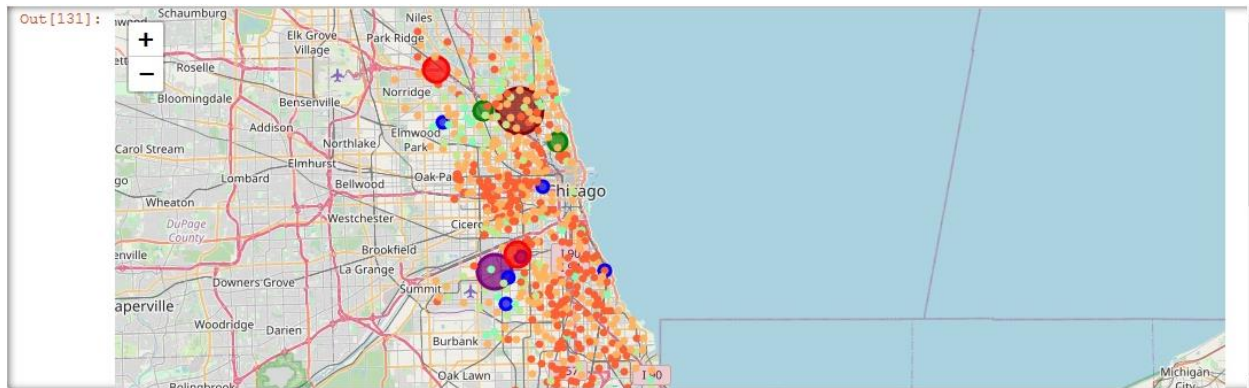 Out[131]:
Schaumburg
Niles
+
Elk Grove
Village
Park Ridge
Roselle
−
Norridge
Bloomingdale
Bensenville
Addison
Elmwood
Park
Northlake
Carol Stream
Elmhurst
Oak Pa
Lombard
Bellwood
Wheaton
Westchester
DuPage
County
Cicero
Brookfield
La Grange
Downers Grove
Summit
Woodridge
Darien
Burbank
Oak Lawn
Michigan
City